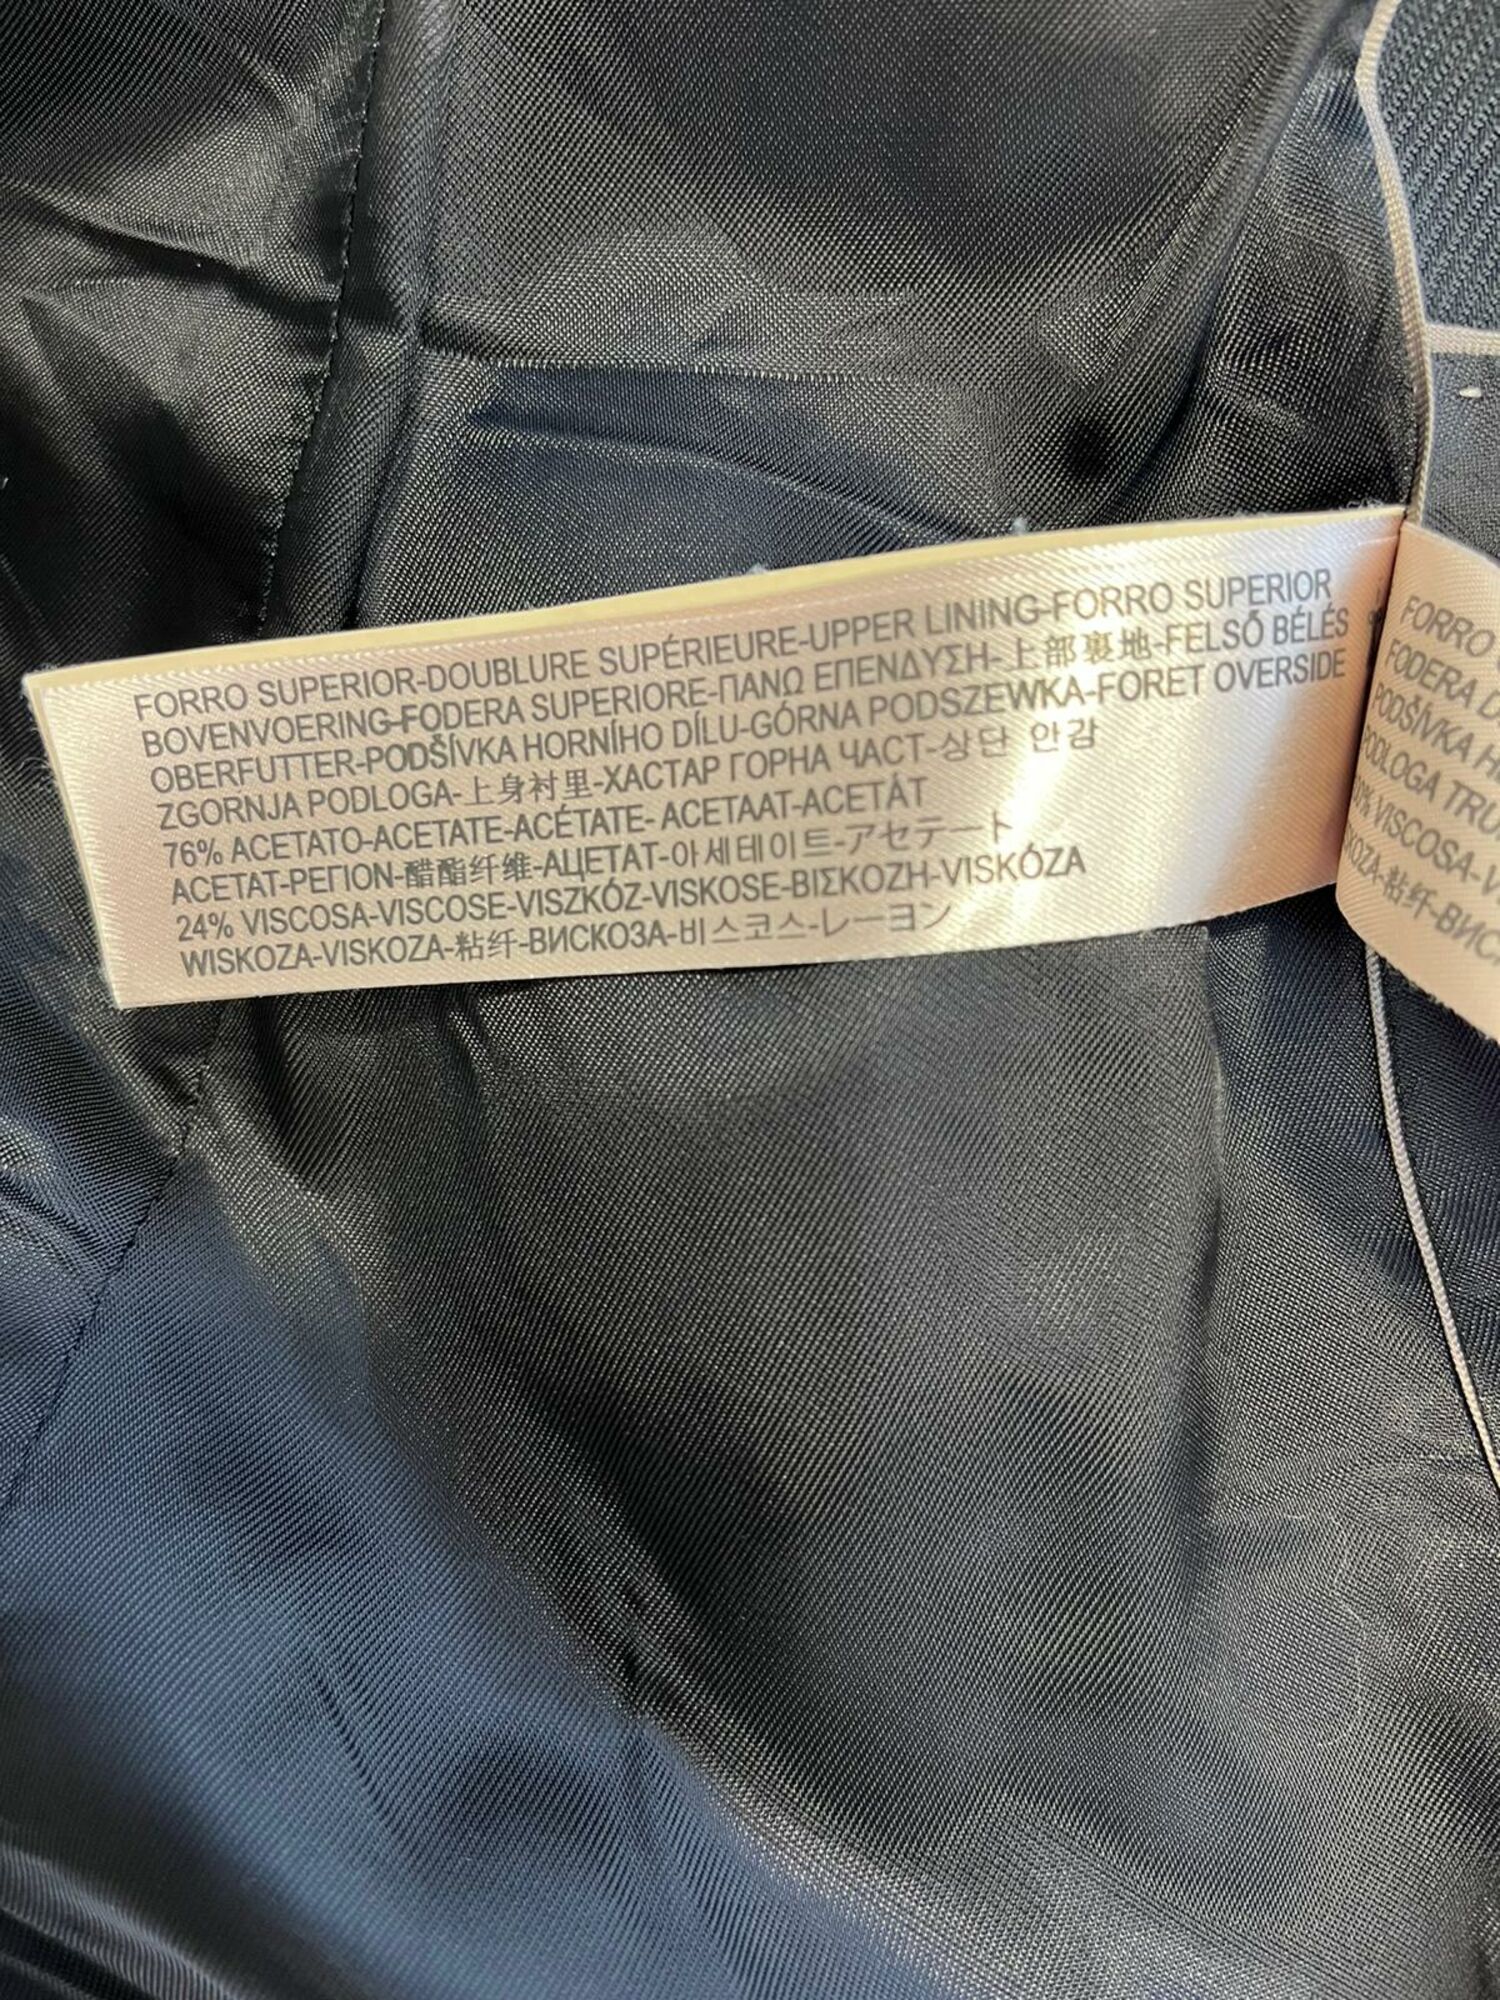 FORRO SUPERIOR-DOUBLURE SUPÉRIEURE-UPPER LINING-FORRO SUPERIOR
BOVENVOERING-FODERA SUPERIORE-ΠΑΝΩ ΕΠΕΝΔΥΣΗ-上部裏地-FELSŐ BÉLÉS
OBERFUTTER-PODŠÍVKA HORNÍHO DÍLU-GÓRNA PODSZEWKA-FORET OVERSIDE
ZGORNJA PODLOGA-上身衬里-ХАСТАР ГОРНА ЧАСТ-상단 안감
76% ACETATO-ACETATE-ACÉTATE- ACETAAT-ACETÁT
ACETAT-ΡΕΓΙΟΝ-醋酯纤维-АЦЕТАТ-아세테이트-アセテート
24% VISCOSA-VISCOSE-VISZKÓZ-VISKOSE-ΒΙΣΚΟΖΗ-VISKÓZA
WISKOZA-VISKOZA-粘纤-ВИСКОЗА-비스코스-レーヨン
FORRO
FODERA
PODŠÍVKA
PODLOGA
VISCOSA-
粘纤-